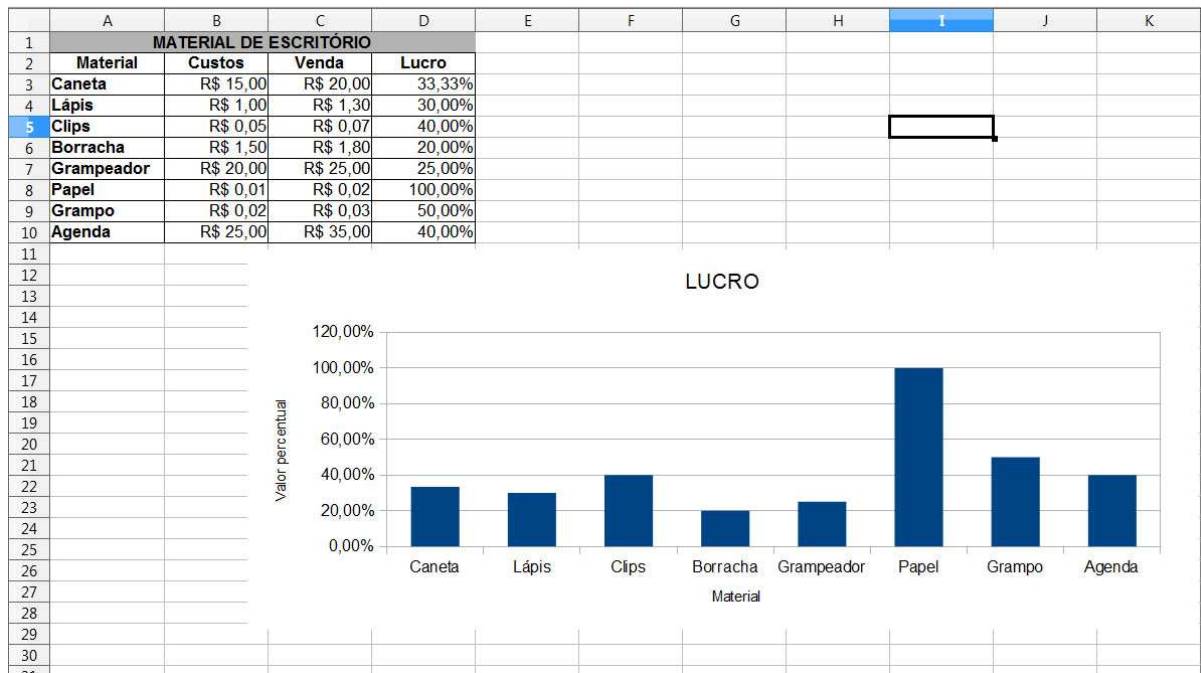 A B C D E F G H I J K
1 MATERIAL DE ESCRITÓRIO
2 Material Custos Venda Lucro
3 Caneta R$ 15,00 R$ 20,00 33,33%
4 Lápis R$ 1,00 R$ 1,30 30,00%
5 Clips R$ 0,05 R$ 0,07 40,00%
6 Borracha R$ 1,50 R$ 1,80 20,00%
7 Grampeador R$ 20,00 R$ 25,00 25,00%
8 Papel R$ 0,01 R$ 0,02 100,00%
9 Grampo R$ 0,02 R$ 0,03 50,00%
10 Agenda R$ 25,00 R$ 35,00 40,00%
11
12
13
14
15
16
17
18
19
20
21
22
23
24
25
26
27
28
29
30
LUCRO
Valor percentual
120,00%
100,00%
80,00%
60,00%
40,00%
20,00%
0,00%
Caneta Lápis Clips Borracha Grampeador Papel Grampo Agenda
Material